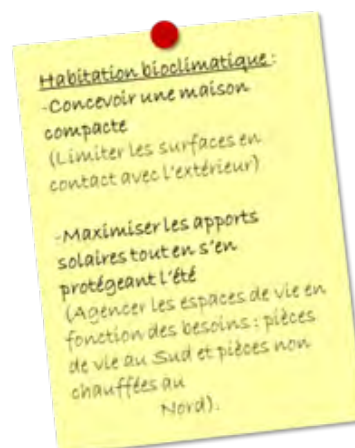 Habitation bioclimatique :
-Concevoir une maison
compacte
(Limiter les surfaces en
contact avec l'extérieur)
-Maximiser les apports
solaires tout en s'en
protégeant l'été
(Agencer les espaces de vie en
fonction des besoins : pièces
de vie au Sud et pièces non
chauffées au
Nord).